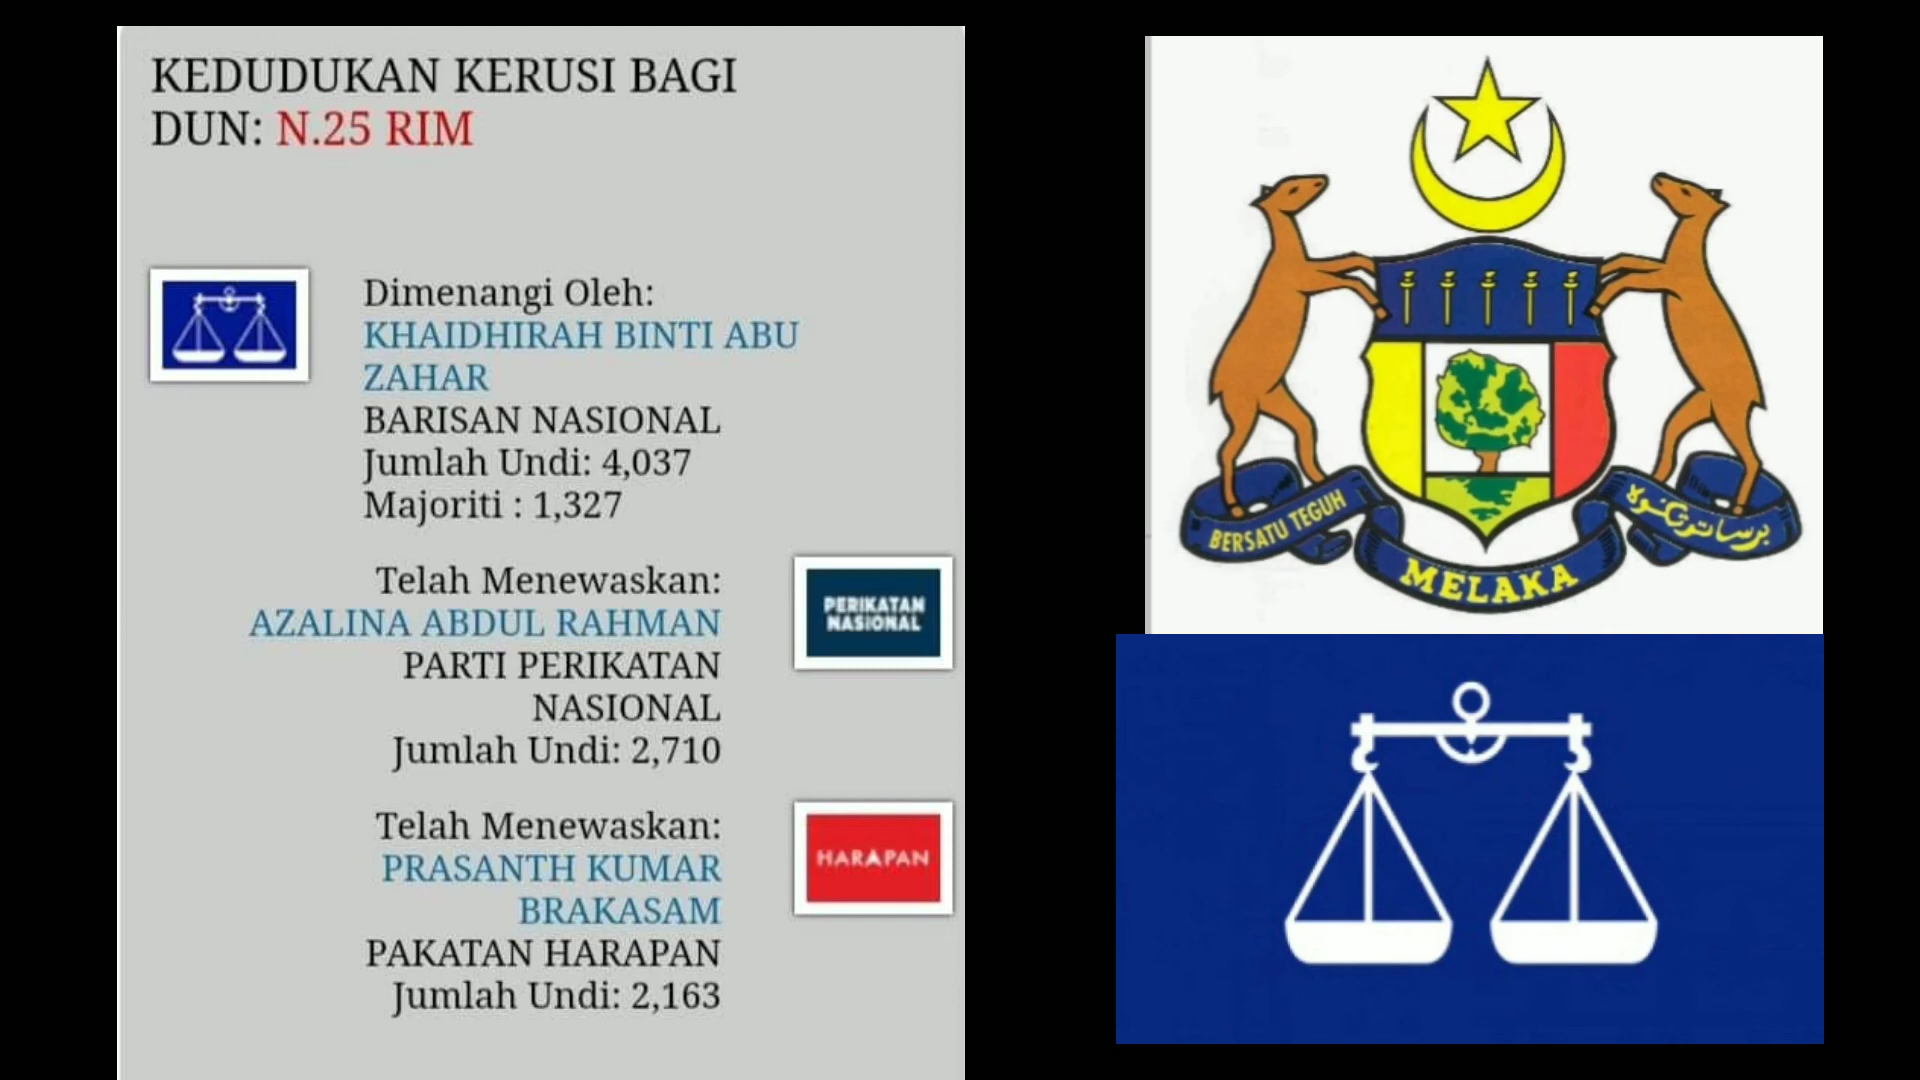 KEDUDUKAN KERUSI BAGI
DUN: N.25 RIM
Dimenangi Oleh:
KHAIDHIRAH BINTI ABU
ZAHAR
BARISAN NASIONAL
Jumlah Undi: 4,037
Majoriti : 1,327
Telah Menewaskan:
AZALINA ABDUL RAHMAN
PARTI PERIKATAN
NASIONAL
Jumlah Undi: 2,710
PERIKATAN
NASIONAL
Telah Menewaskan:
PRASANTH KUMAR
BRAKASAM
PAKATAN HARAPAN
Jumlah Undi: 2,163
HARAPAN
BERSATU TEGUH
MELAKA
برساتو تݢوه